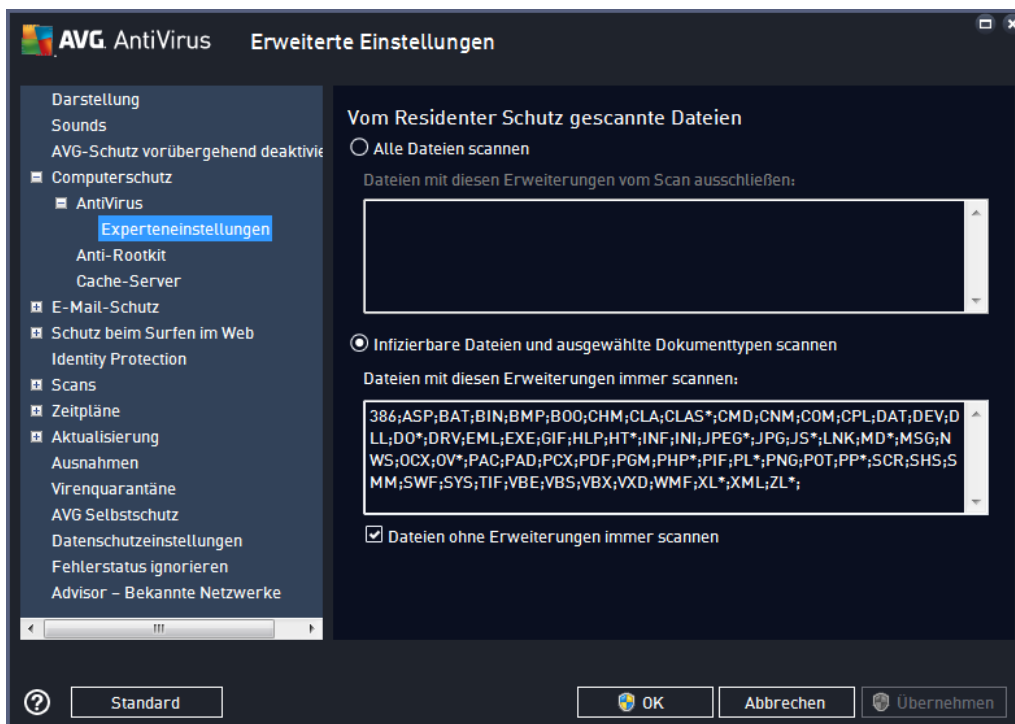 AVG. AntiVirus Erweiterte Einstellungen
Darstellung
Sounds
AVG-Schutz vorübergehend deaktivie
Computerschutz
AntiVirus
Experteneinstellungen
Anti-Rootkit
Cache-Server
E-Mail-Schutz
Schutz beim Surfen im Web
Identity Protection
Scans
Zeitpläne
Aktualisierung
Ausnahmen
Virenquarantäne
AVG Selbstschutz
Datenschutzeinstellungen
Fehlerstatus ignorieren
Advisor – Bekannte Netzwerke
Vom Residenter Schutz gescannte Dateien
Alle Dateien scannen
Dateien mit diesen Erweiterungen vom Scan ausschließen:
Infizierbare Dateien und ausgewählte Dokumenttypen scannen
Dateien mit diesen Erweiterungen immer scannen:
386;ASP;BAT;BIN;BMP;BOO;CHM;CLA;CLAS*;CMD;CNM;COM;CPL;DAT;DEV;D
LL;DO*;DRV;EML;EXE;GIF;HLP;HT*;INF;INI;JPEG*;JPG;JS*;LNK;MD*;MSG;N
WS;OCX;OV*;PAC;PAD;PCX;PDF;PGM;PHP*;PIF;PL*;PNG;POT;PP*;SCR;SHS;S
MM;SWF;SYS;TIF;VBE;VBS;VBX;VXD;WMF;XL*;XML;ZL*;
Dateien ohne Erweiterungen immer scannen
Standard
OK
Abbrechen
Übernehmen